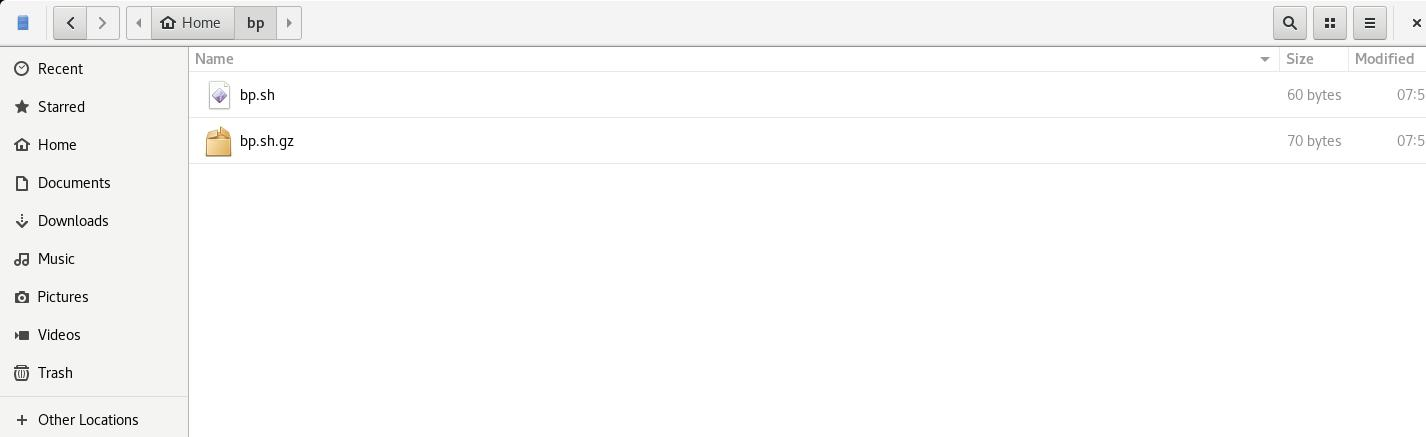 Home bp
Name Size Modified
Recent
Starred
Home
Documents
Downloads
Music
Pictures
Videos
Trash
Other Locations
bp.sh 60 bytes 07:5
bp.sh.gz 70 bytes 07:5